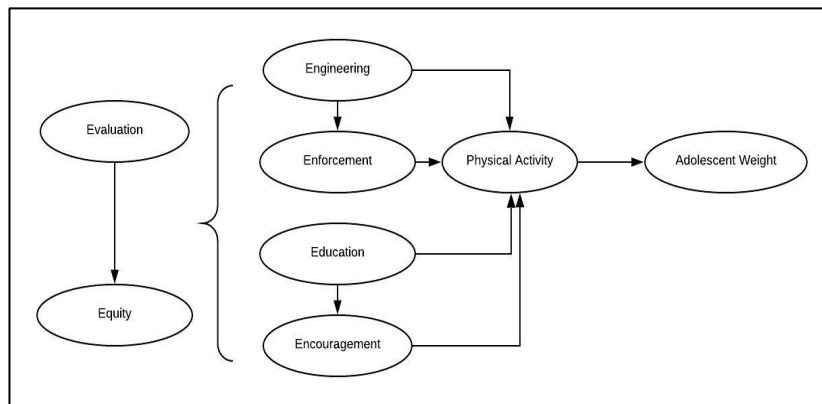 Engineering
Evaluation
Enforcement
Physical Activity
Adolescent Weight
Education
Equity
Encouragement